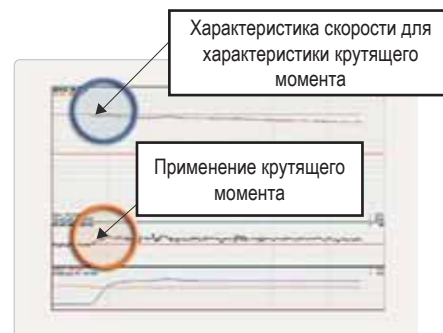 Характеристика скорости для
характеристики крутящего
момента
Применение крутящего
момента